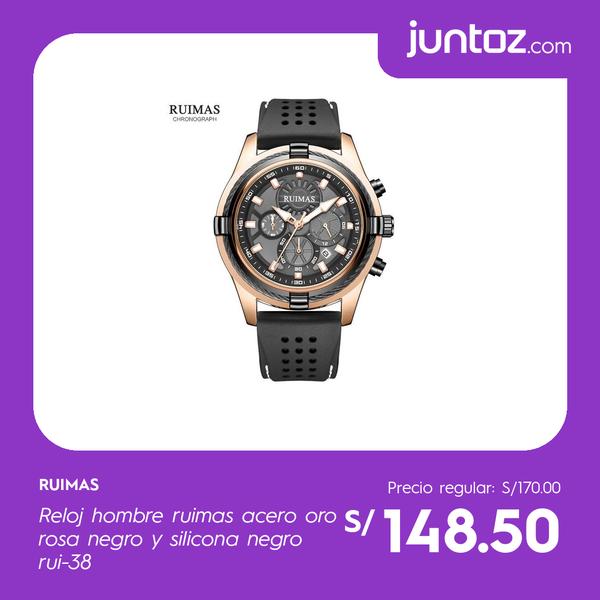 juntoz.com
RUIMAS
CHRONOGRAPH
RUIMAS
RUIMAS
Precio regular: S/170.00
Reloj hombre ruimas acero oro
rosa negro y silicona negro
rui-38
S/148.50